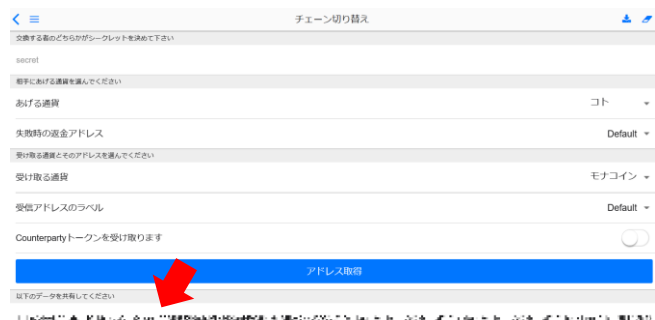 チェーン切り替え
交換する者のどちらかがシークレットを決めて下さい
secret
相手にあげる通貨を選んでください
あげる通貨 コト
失敗時の返金アドレス Default
受け取る通貨とそのアドレスを選んでください
受け取る通貨 モナコイン
受信アドレスのラベル Default
Counterpartyトークンを受け取ります
アドレス取得
以下のデータを共有してください